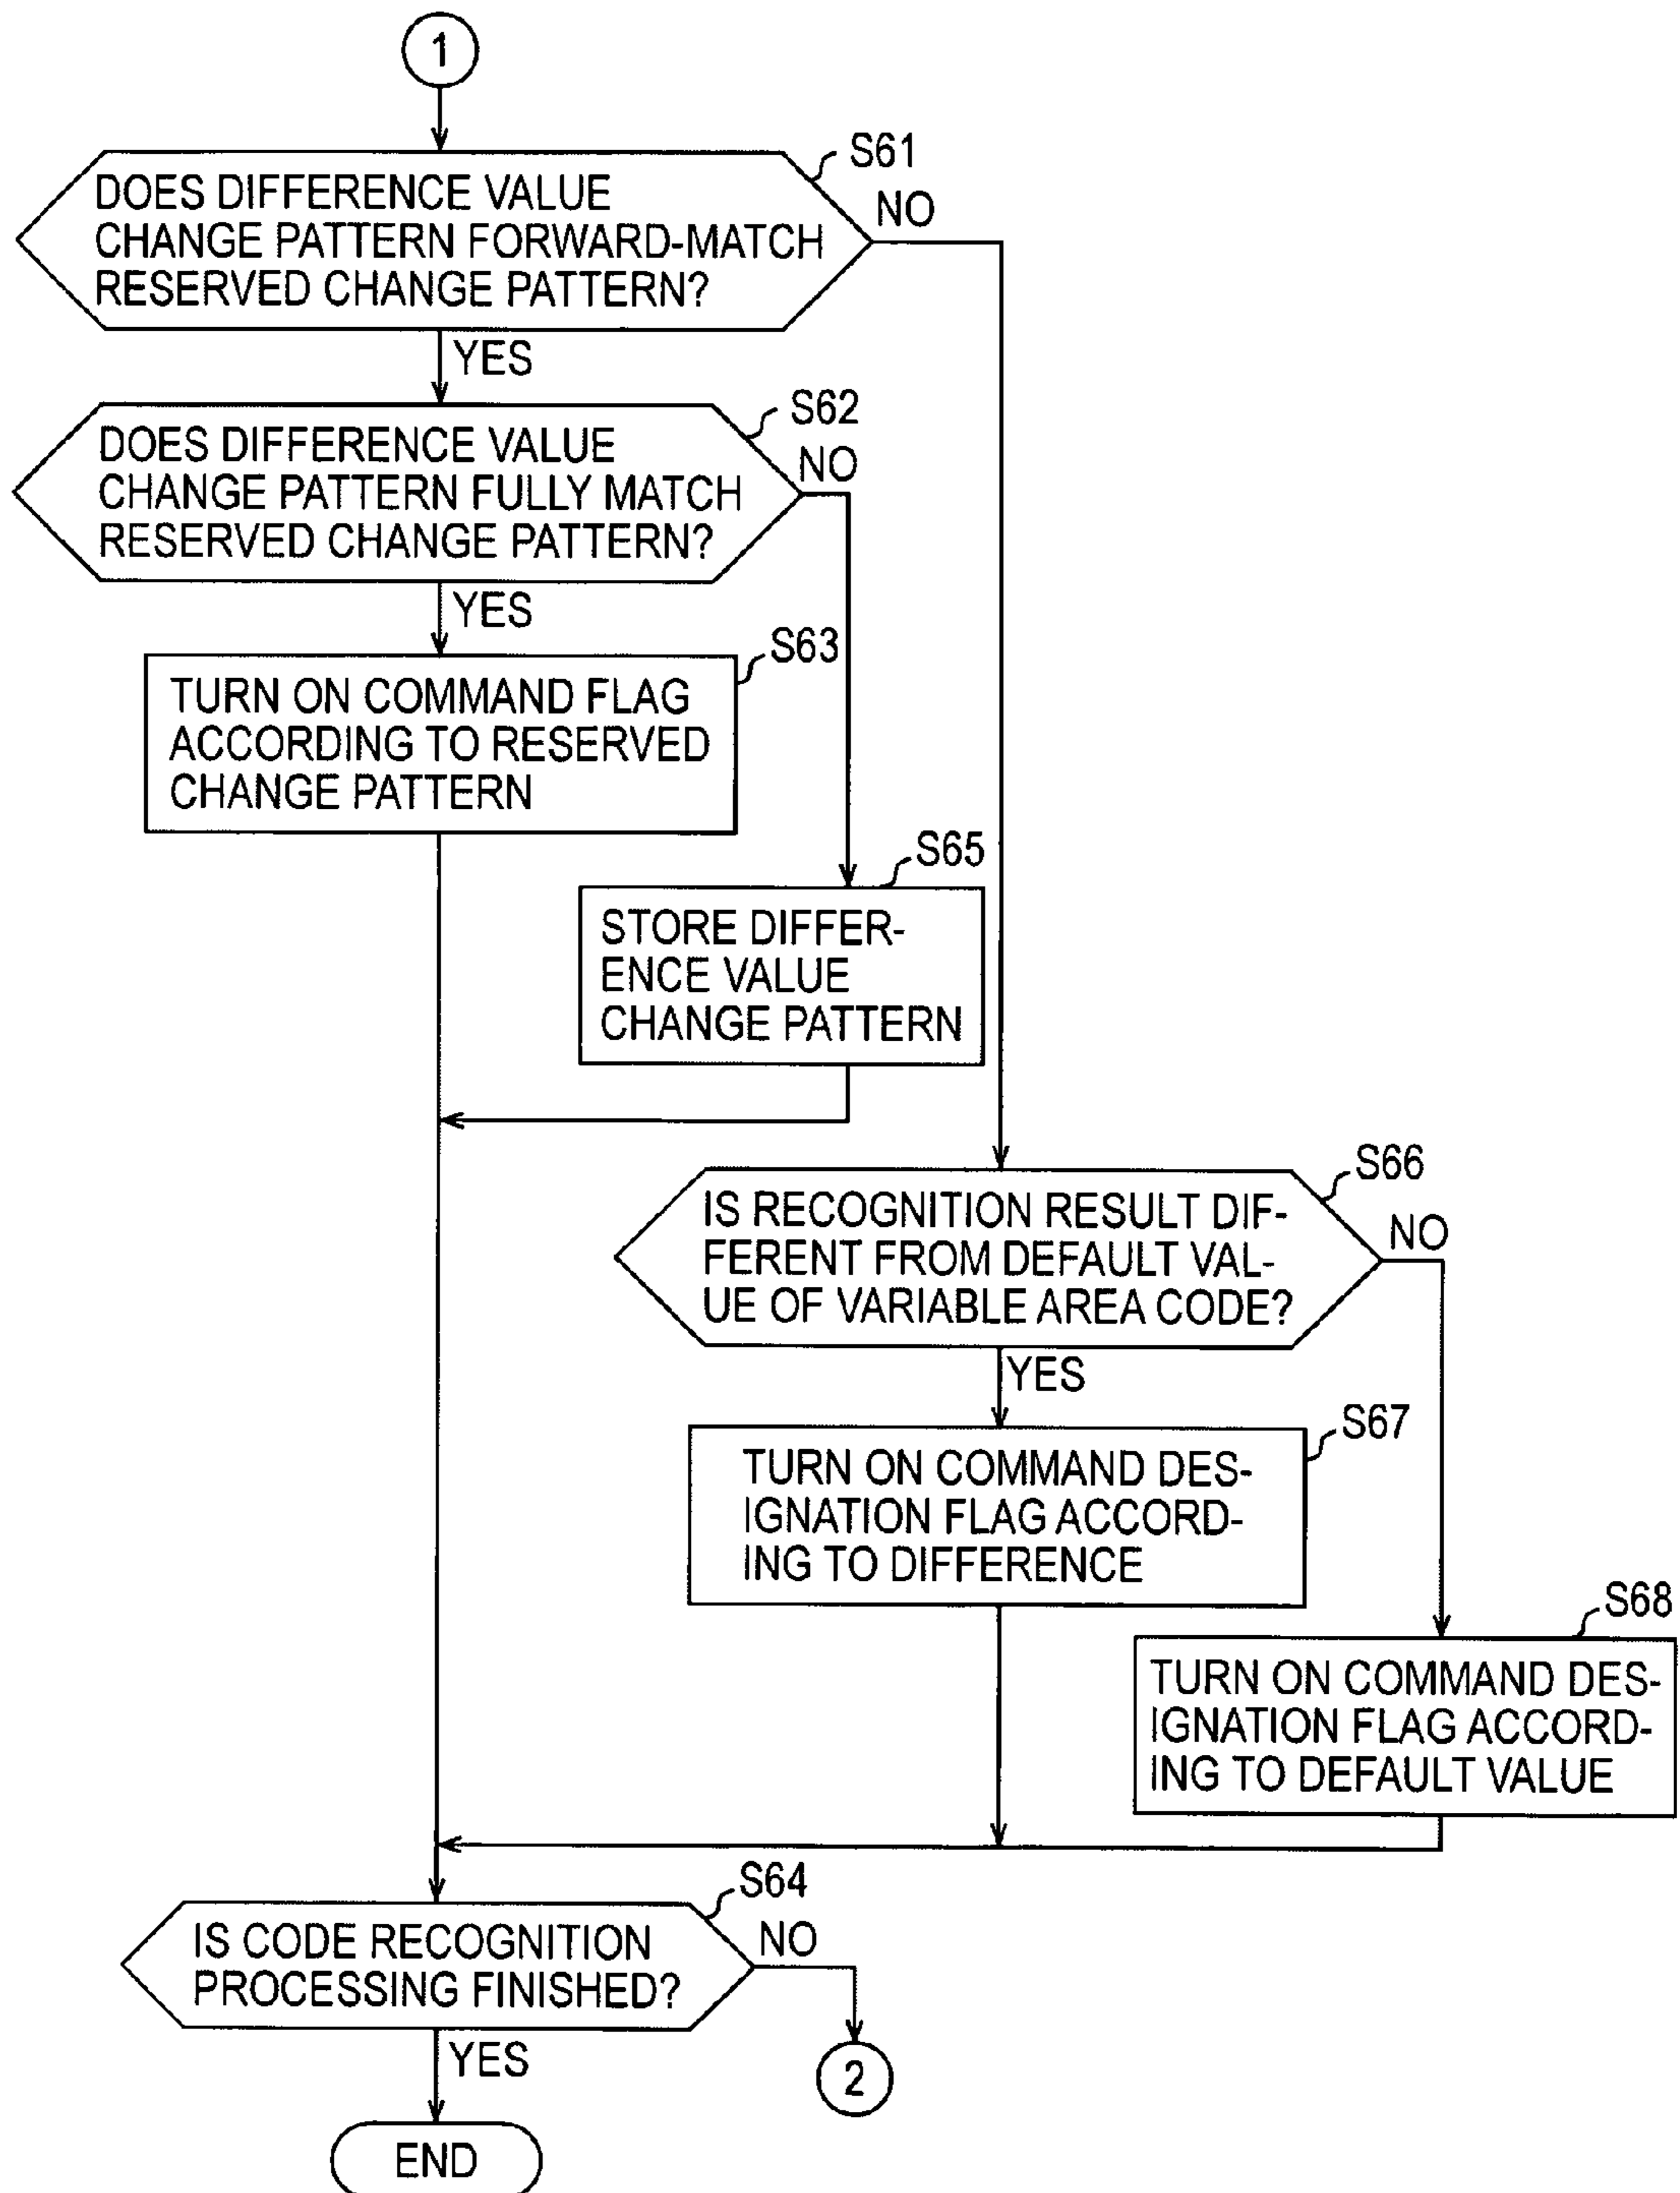 1
S61
DOES DIFFERENCE VALUE
CHANGE PATTERN FORWARD-MATCH
RESERVED CHANGE PATTERN?
NO
YES
S62
DOES DIFFERENCE VALUE
CHANGE PATTERN FULLY MATCH
RESERVED CHANGE PATTERN?
NO
YES
S63
TURN ON COMMAND FLAG
ACCORDING TO RESERVED
CHANGE PATTERN
S65
STORE DIFFER-
ENCE VALUE
CHANGE PATTERN
S66
IS RECOGNITION RESULT DIF-
FERENT FROM DEFAULT VAL-
UE OF VARIABLE AREA CODE?
NO
YES
S67
TURN ON COMMAND DES-
IGNATION FLAG ACCORD-
ING TO DIFFERENCE
S68
TURN ON COMMAND DES-
IGNATION FLAG ACCORD-
ING TO DEFAULT VALUE
S64
IS CODE RECOGNITION
PROCESSING FINISHED?
NO
YES
2
END